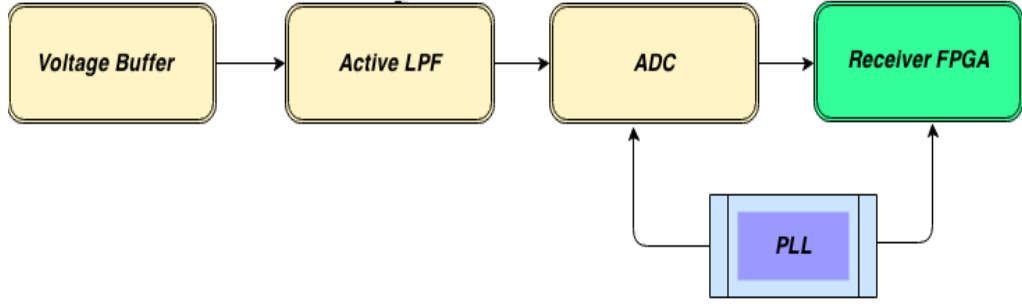 Voltage Buffer
Active LPF
ADC
Receiver FPGA
PLL